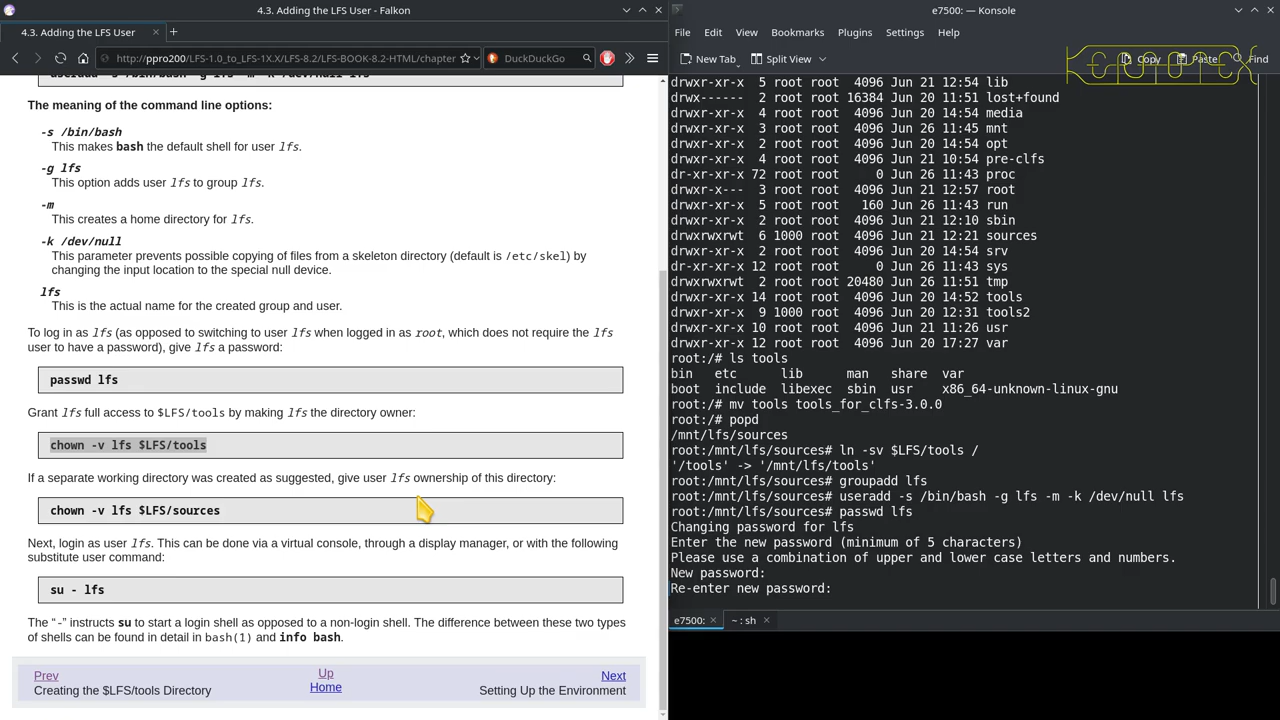 4.3. Adding the LFS User - Falkon
4.3. Adding the LFS User
http://ppro200/LFS-1.0_to_LFS-1X.X/LFS-8.2/LFS-BOOK-8.2-HTML/chapter
DuckDuckGo
useradd -s /bin/bash -g lfs -m -k /dev/null lfs
The meaning of the command line options:
-s /bin/bash
This makes bash the default shell for user lfs.
-g lfs
This option adds user lfs to group lfs.
-m
This creates a home directory for lfs.
-k /dev/null
This parameter prevents possible copying of files from a skeleton directory (default is /etc/skel) by
changing the input location to the special null device.
lfs
This is the actual name for the created group and user.
To log in as lfs (as opposed to switching to user lfs when logged in as root, which does not require the lfs
user to have a password), give lfs a password:
passwd lfs
Grant lfs full access to $LFS/tools by making lfs the directory owner:
chown -v lfs $LFS/tools
If a separate working directory was created as suggested, give user lfs ownership of this directory:
chown -v lfs $LFS/sources
Next, login as user lfs. This can be done via a virtual console, through a display manager, or with the following
substitute user command:
su - lfs
The “-” instructs su to start a login shell as opposed to a non-login shell. The difference between these two types
of shells can be found in detail in bash(1) and info bash.
Prev Up Next
Creating the $LFS/tools Directory Home Setting Up the Environment
e7500: — Konsole
File Edit View Bookmarks Plugins Settings Help
New Tab Split View Copy Paste Find
drwxr-xr-x  5 root root  4096 Jun 21 12:54 lib
drwx------  2 root root 16384 Jun 20 11:51 lost+found
drwxr-xr-x  4 root root  4096 Jun 20 14:54 media
drwxr-xr-x  3 root root  4096 Jun 26 11:45 mnt
drwxr-xr-x  2 root root  4096 Jun 20 14:54 opt
drwxr-xr-x  4 root root  4096 Jun 21 10:54 pre-clfs
dr-xr-xr-x 72 root root     0 Jun 26 11:43 proc
drwxr-x---  3 root root  4096 Jun 21 12:57 root
drwxr-xr-x  5 root root   160 Jun 26 11:43 run
drwxr-xr-x  2 root root  4096 Jun 21 12:10 sbin
drwxrwxrwt  6 1000 root  4096 Jun 21 12:21 sources
drwxr-xr-x  2 root root  4096 Jun 20 14:54 srv
dr-xr-xr-x 12 root root     0 Jun 26 11:43 sys
drwxrwxrwt  2 root root 20480 Jun 26 11:51 tmp
drwxr-xr-x 14 root root  4096 Jun 20 14:52 tools
drwxr-xr-x  9 1000 root  4096 Jun 20 12:31 tools2
drwxr-xr-x 10 root root  4096 Jun 21 11:26 usr
drwxr-xr-x 12 root root  4096 Jun 20 17:27 var
root:/# ls tools
bin   etc      lib      man   share  var
boot  include  libexec  sbin  usr    x86_64-unknown-linux-gnu
root:/# mv tools tools_for_clfs-3.0.0
root:/# popd
/mnt/lfs/sources
root:/mnt/lfs/sources# ln -sv $LFS/tools /
'/tools' -> '/mnt/lfs/tools'
root:/mnt/lfs/sources# groupadd lfs
root:/mnt/lfs/sources# useradd -s /bin/bash -g lfs -m -k /dev/null lfs
root:/mnt/lfs/sources# passwd lfs
Changing password for lfs
Enter the new password (minimum of 5 characters)
Please use a combination of upper and lower case letters and numbers.
New password:
Re-enter new password:
e7500: ~ : sh